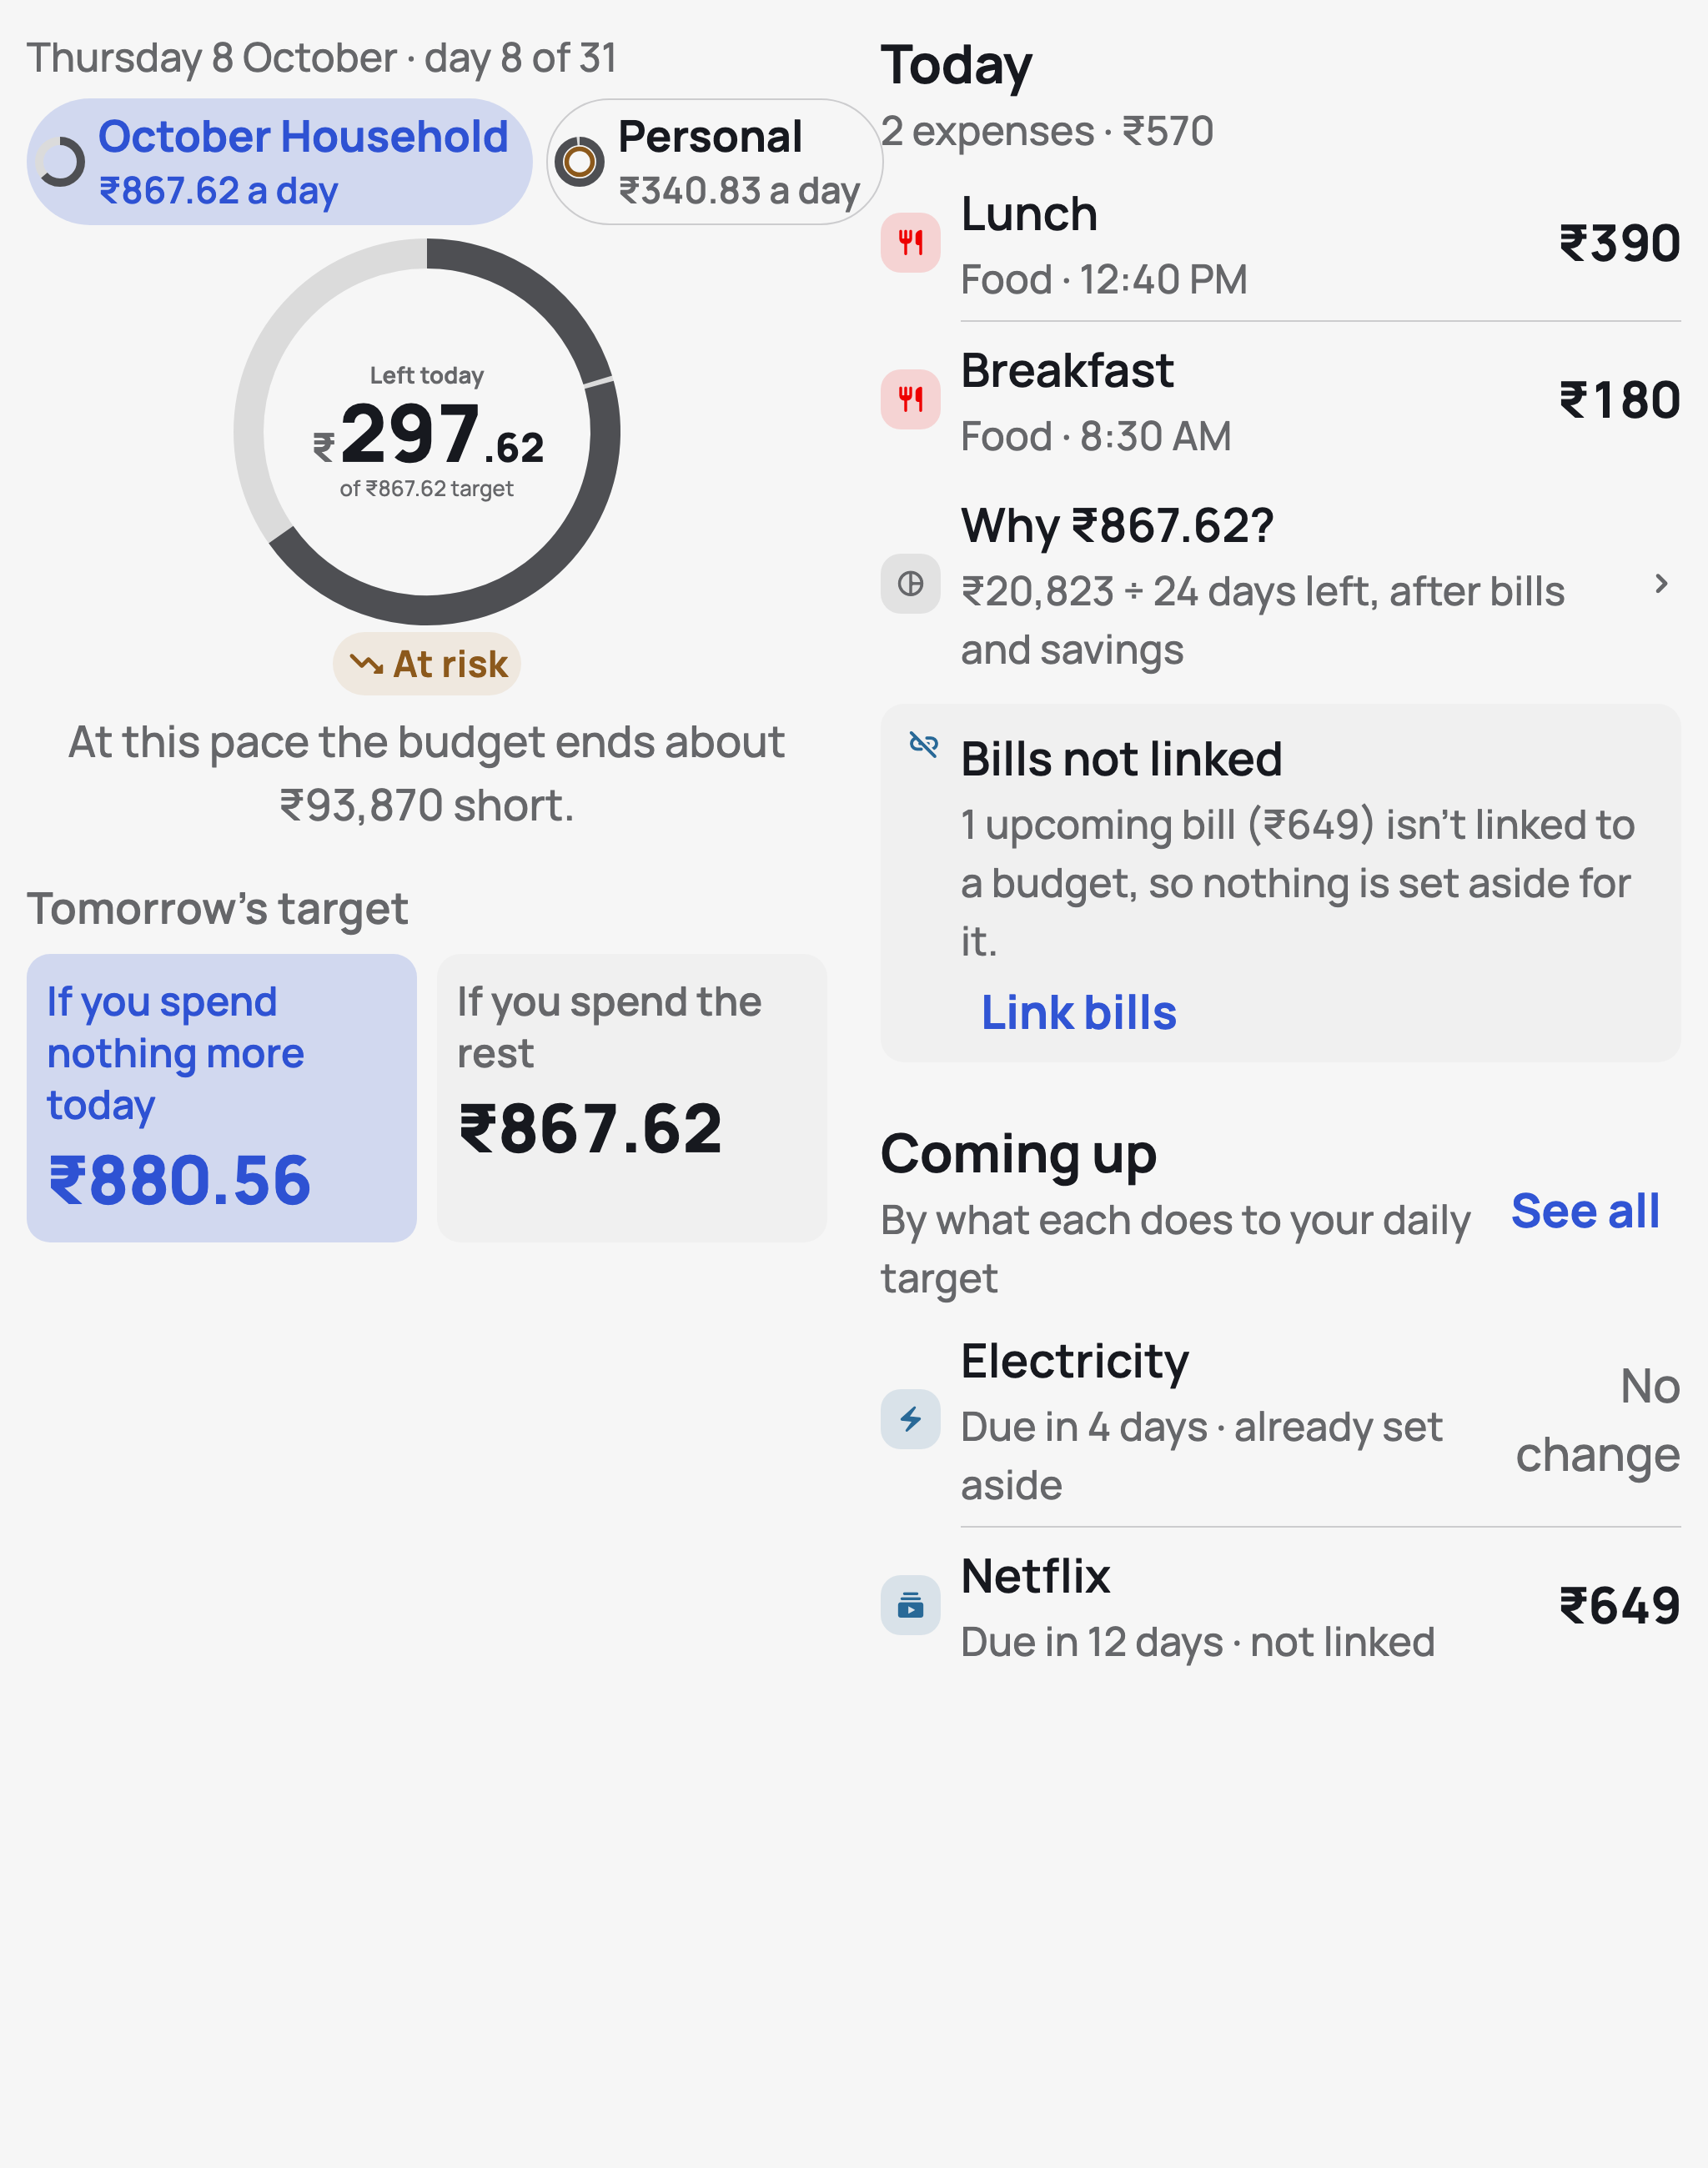 Thursday 8 October · day 8 of 31
October Household
₹867.62 a day
Personal
₹340.83 a day
Left today
₹297.62
of ₹867.62 target
At risk
At this pace the budget ends about
₹93,870 short.
Tomorrow’s target
If you spend
nothing more
today
₹880.56
If you spend the
rest
₹867.62
Today
2 expenses · ₹570
Lunch
Food · 12:40 PM
₹390
Breakfast
Food · 8:30 AM
₹180
Why ₹867.62?
₹20,823 ÷ 24 days left, after bills
and savings
Bills not linked
1 upcoming bill (₹649) isn’t linked to
a budget, so nothing is set aside for
it.
Link bills
Coming up
By what each does to your daily
target
See all
Electricity
Due in 4 days · already set
aside
No
change
Netflix
Due in 12 days · not linked
₹649